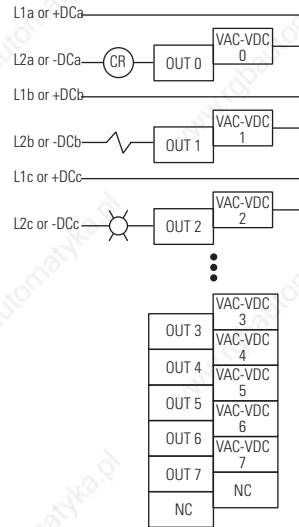 L1a or +DCa
VAC-VDC
0
L2a or -DCa
CR
OUT 0
L1b or +DCb
VAC-VDC
1
L2b or -DCb
OUT 1
L1c or +DCc
VAC-VDC
2
L2c or -DCc
OUT 2
VAC-VDC
3
OUT 3
VAC-VDC
4
OUT 4
VAC-VDC
5
OUT 5
VAC-VDC
6
OUT 6
VAC-VDC
7
OUT 7
NC
NC